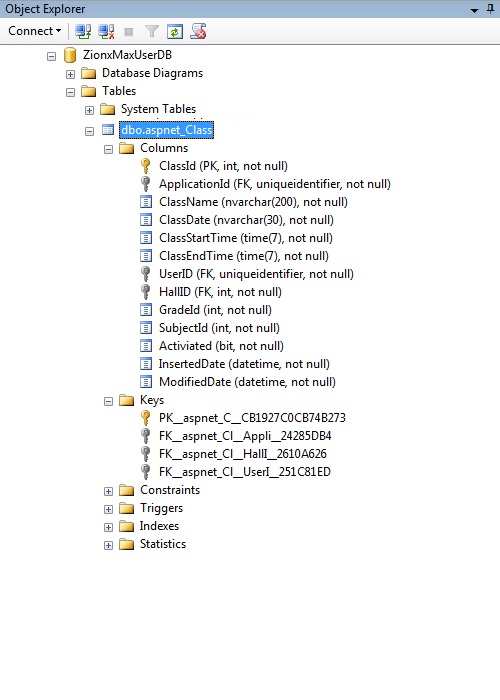 Object Explorer
Connect
ZionxMaxUserDB
Database Diagrams
Tables
System Tables
dbo.aspnet_Class
Columns
ClassId (PK, int, not null)
ApplicationId (FK, uniqueidentifier, not null)
ClassName (nvarchar(200), not null)
ClassDate (nvarchar(30), not null)
ClassStartTime (time(7), not null)
ClassEndTime (time(7), not null)
UserID (FK, uniqueidentifier, not null)
HallID (FK, int, not null)
GradeId (int, not null)
SubjectId (int, not null)
Activiated (bit, not null)
InsertedDate (datetime, not null)
ModifiedDate (datetime, not null)
Keys
PK__aspnet_C__CB1927C0CB74B273
FK__aspnet_Cl__Appli__24285DB4
FK__aspnet_Cl__HallI__2610A626
FK__aspnet_Cl__UserI__251C81ED
Constraints
Triggers
Indexes
Statistics